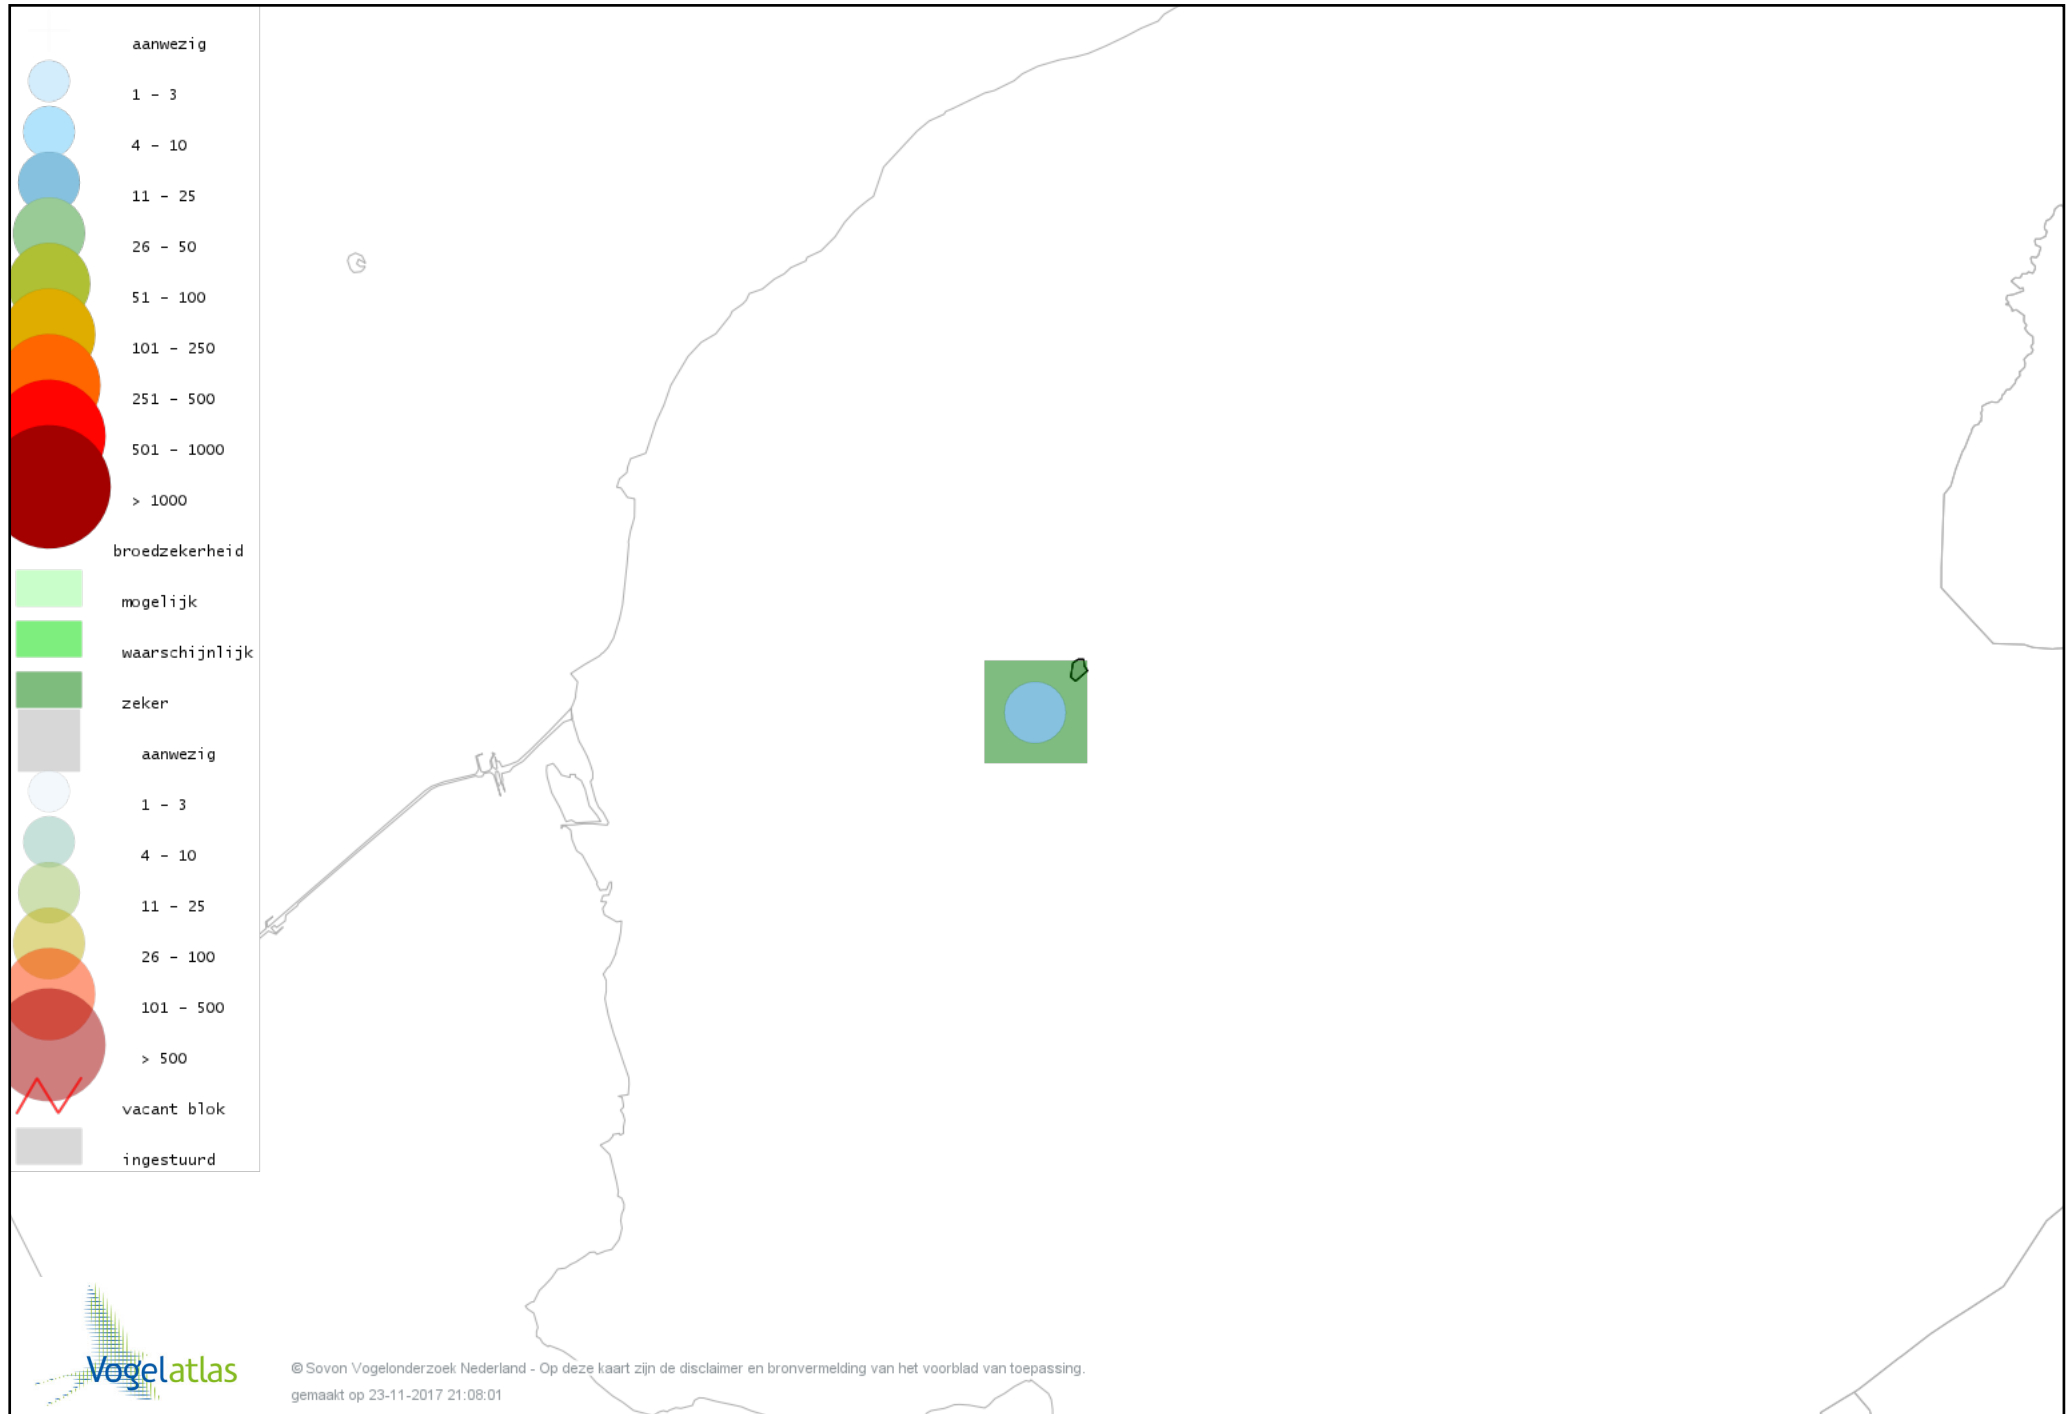 aanwezig
1 - 3
4 - 10
11 - 25
26 - 50
51 - 100
101 - 250
251 - 500
501 - 1000
> 1000
broedzekerheid
mogelijk
waarschijnlijk
zeker
aanwezig
1 - 3
4 - 10
11 - 25
26 - 100
101 - 500
> 500
vacant blok
ingestuurd
Vogelatlas
© Sovon Vogelonderzoek Nederland - Op deze kaart zijn de disclaimer en bronvermelding van het voorblad van toepassing.
gemaakt op 23-11-2017 21:08:01